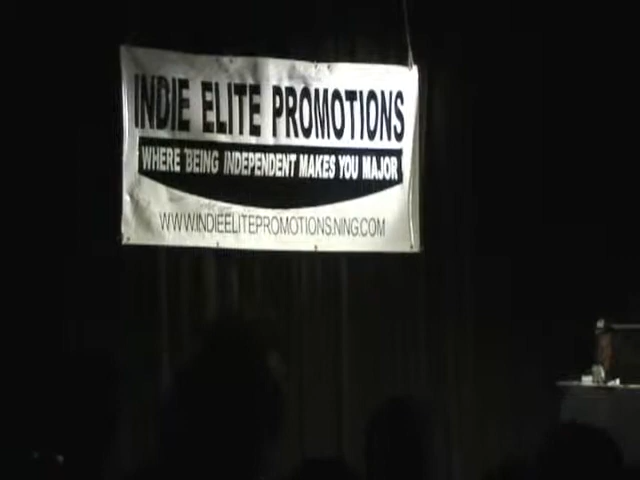 INDIE ELITE PROMOTIONS
WHERE BEING INDEPENDENT MAKES YOU MAJOR
WWW.INDIEELITEPROMOTIONS.NING.COM